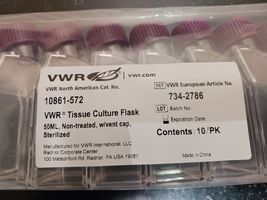 VWR | vwr.com
VWR North American Cat. No.
10861-572
REF VWR European Article No.
734-2786
VWR® Tissue Culture Flask
50ML, Non-treated, w/vent cap,
Sterilized
LOT Batch No.:
Expiration Date:
Contents: 10/PK
Manufactured for VWR International, LLC
Radnor Corporate Center
100 Matsonford Rd. Radnor, PA USA 19087
Made in China